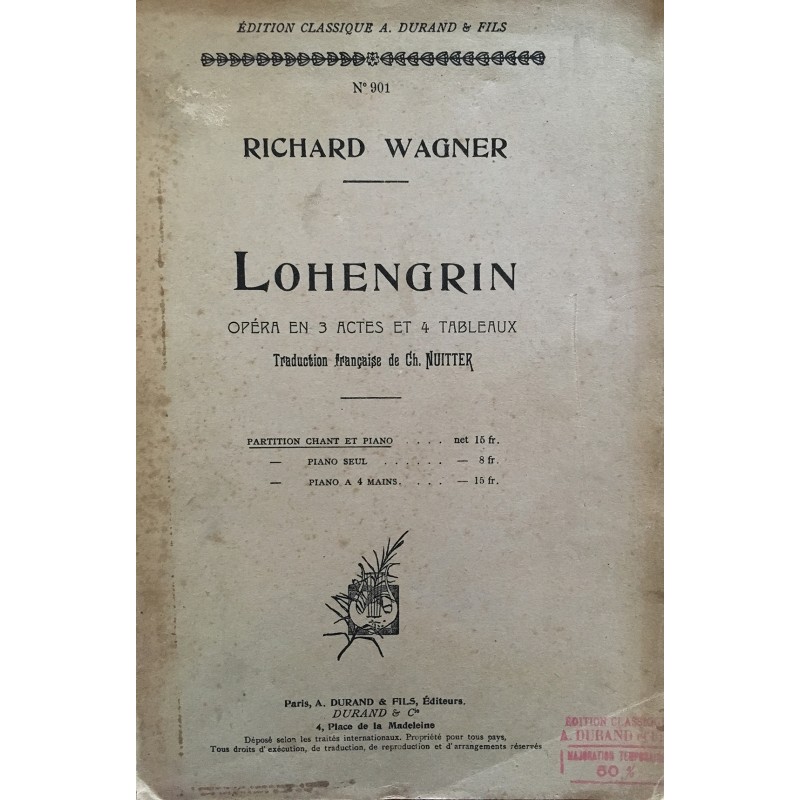 ÉDITION CLASSIQUE A. DURAND & FILS
N° 901
RICHARD WAGNER
LOHENGRIN
OPÉRA EN 3 ACTES ET 4 TABLEAUX
Traduction française de Ch. NUITTER
PARTITION CHANT ET PIANO . . . . net 15 fr.
— PIANO SEUL . . . . . . — 8 fr.
— PIANO A 4 MAINS. . . . — 15 fr.
Paris, A. DURAND & FILS, Éditeurs,
DURAND & Cie
4, Place de la Madeleine
Déposé selon les traités internationaux. Propriété pour tous pays,
Tous droits d'exécution, de traduction, de reproduction et d'arrangements réservés
ÉDITION
A. DURAND
MAJORATION
50 %